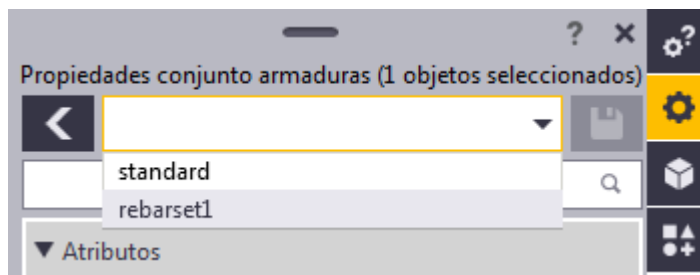 ?
?
Propiedades conjunto armaduras (1 objetos seleccionados)
standard
rebarset1
Atributos